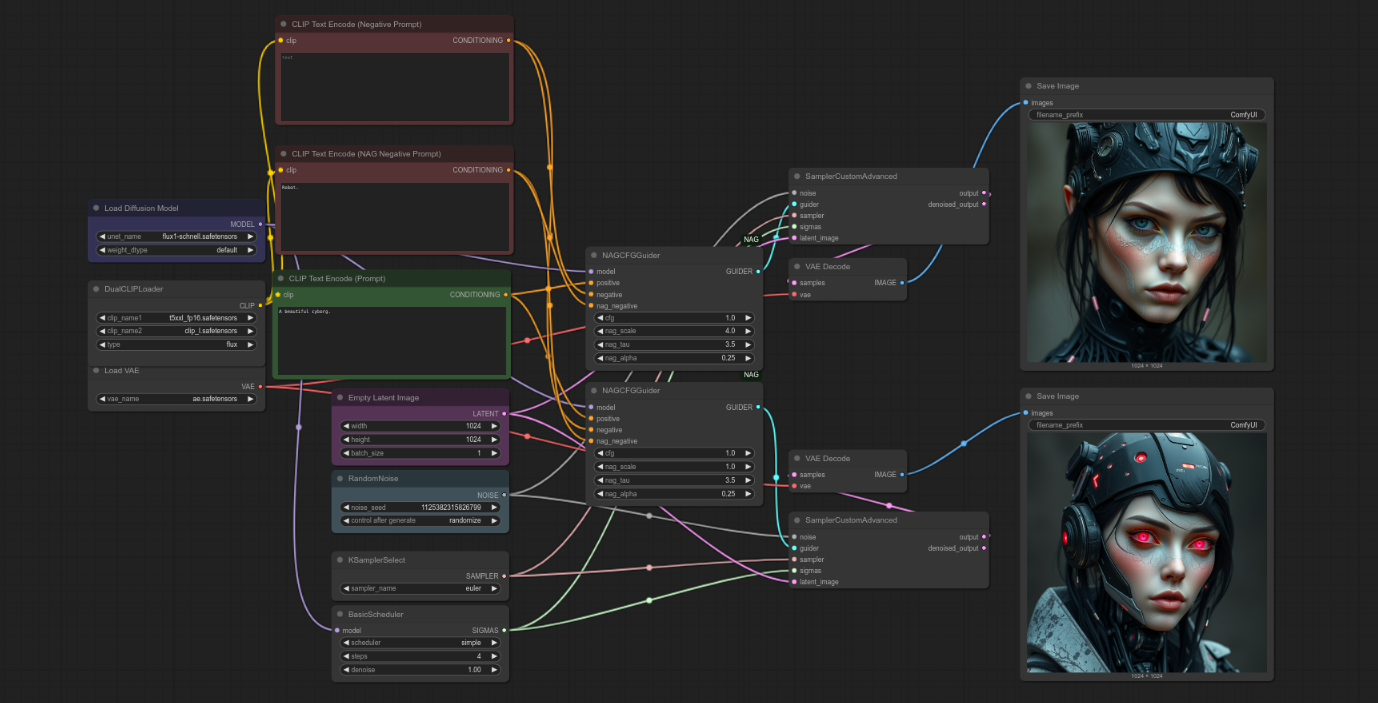 CLIP Text Encode (Negative Prompt)
clip CONDITIONING
text
CLIP Text Encode (NAG Negative Prompt)
clip CONDITIONING
Robot.
Load Diffusion Model
MODEL
unet_name flux1-schnell.safetensors
weight_dtype default
DualCLIPLoader
CLIP
clip_name1 t5xxl_fp16.safetensors
clip_name2 clip_l.safetensors
type flux
Load VAE
VAE
vae_name ae.safetensors
CLIP Text Encode (Prompt)
clip CONDITIONING
A beautiful cyborg.
Empty Latent Image
LATENT
width 1024
height 1024
batch_size 1
RandomNoise
NOISE
noise_seed 1125382315826799
control after generate randomize
KSamplerSelect
SAMPLER
sampler_name euler
BasicScheduler
model SIGMAS
scheduler simple
steps 4
denoise 1.00
NAG
NAGCFGGuider
model GUIDER
positive
negative
nag_negative
cfg 1.0
nag_scale 4.0
nag_tau 3.5
nag_alpha 0.25
NAG
NAGCFGGuider
model GUIDER
positive
negative
nag_negative
cfg 1.0
nag_scale 1.0
nag_tau 3.5
nag_alpha 0.25
SamplerCustomAdvanced
noise output
guider denoised_output
sampler
sigmas
latent_image
VAE Decode
samples IMAGE
vae
VAE Decode
samples IMAGE
vae
SamplerCustomAdvanced
noise output
guider denoised_output
sampler
sigmas
latent_image
Save Image
images
filename_prefix ComfyUI
1024 × 1024
Save Image
images
filename_prefix ComfyUI
1024 × 1024